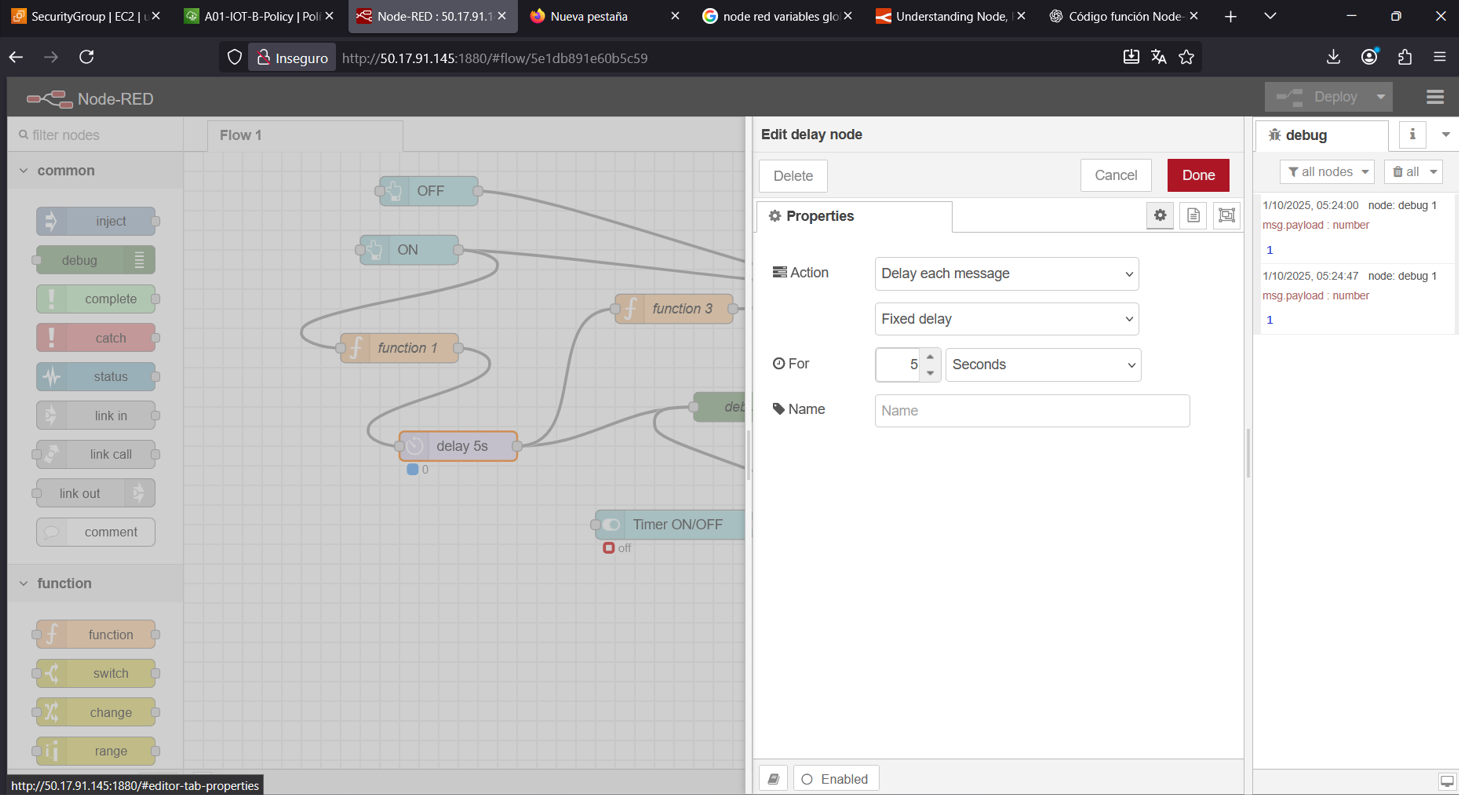 SecurityGroup | EC2 | u
A01-IOT-B-Policy | Poli
Node-RED : 50.17.91.1
Nueva pestaña
node red variables glo
Understanding Node,
Código función Node-
Inseguro
http://50.17.91.145:1880/#flow/5e1db891e60b5c59
Node-RED
Deploy
filter nodes
Flow 1
Edit delay node
debug
i
common
Delete
Cancel
Done
all nodes
all
OFF
Properties
1/10/2025, 05:24:00 node: debug 1
msg.payload : number
1
inject
ON
debug
Action
Delay each message
1/10/2025, 05:24:47 node: debug 1
msg.payload : number
1
complete
function 3
Fixed delay
catch
function 1
For
5
Seconds
status
link in
deb
Name
Name
link call
delay 5s
0
link out
comment
Timer ON/OFF
off
function
function
switch
change
range
Enabled
http://50.17.91.145:1880/#editor-tab-properties